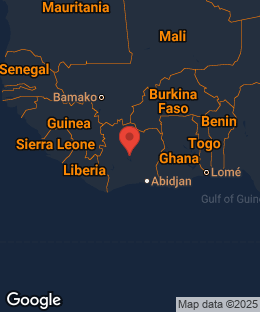 Mauritania
Mali
Senegal
Bamako
Burkina
Faso
Guinea
Benin
Sierra Leone
Togo
Ghana
Liberia
Lomé
Abidjan
Gulf of Guin
Google
Map data ©2025